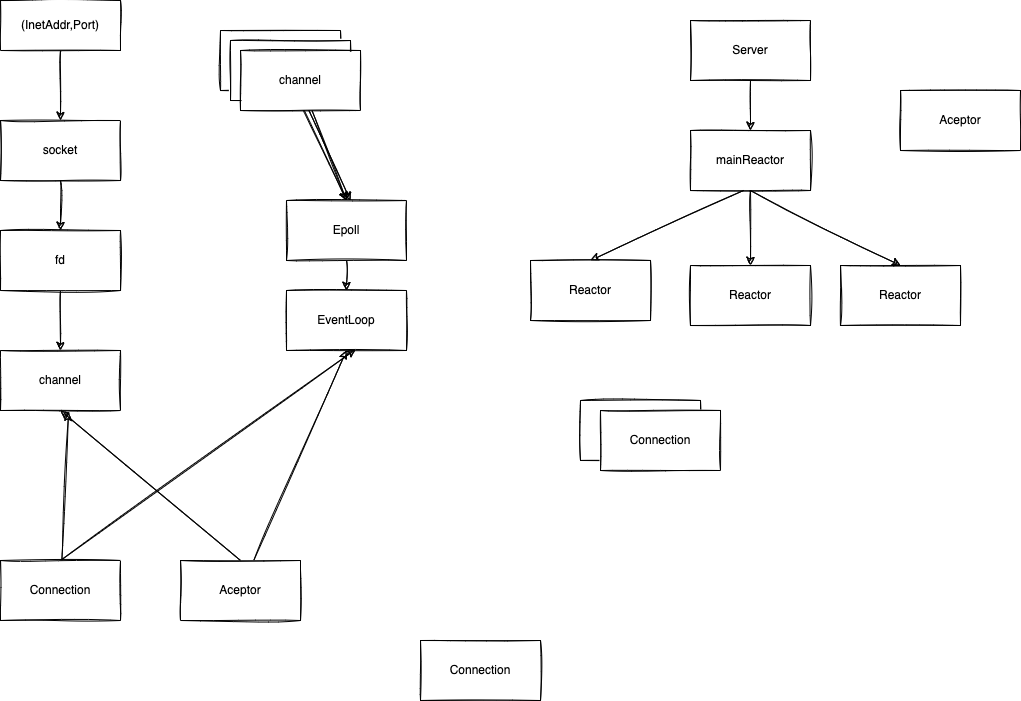 (InetAddr,Port)
socket
fd
channel
channel
Epoll
EventLoop
Connection
Aceptor
Server
mainReactor
Aceptor
Reactor
Reactor
Reactor
Connection
Connection